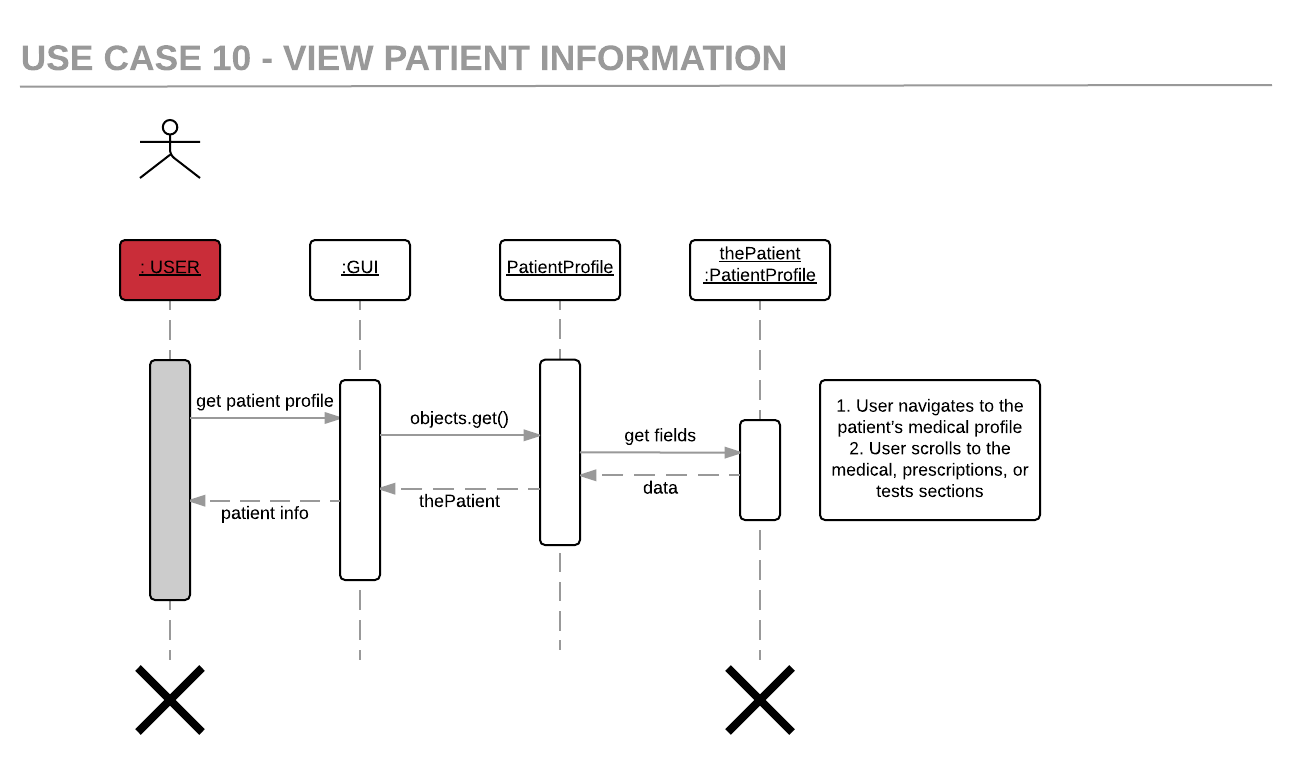 USE CASE 10 - VIEW PATIENT INFORMATION
: USER
:GUI
PatientProfile
thePatient
:PatientProfile
get patient profile
objects.get()
get fields
data
thePatient
patient info
1. User navigates to the
patient's medical profile
2. User scrolls to the
medical, prescriptions, or
tests sections